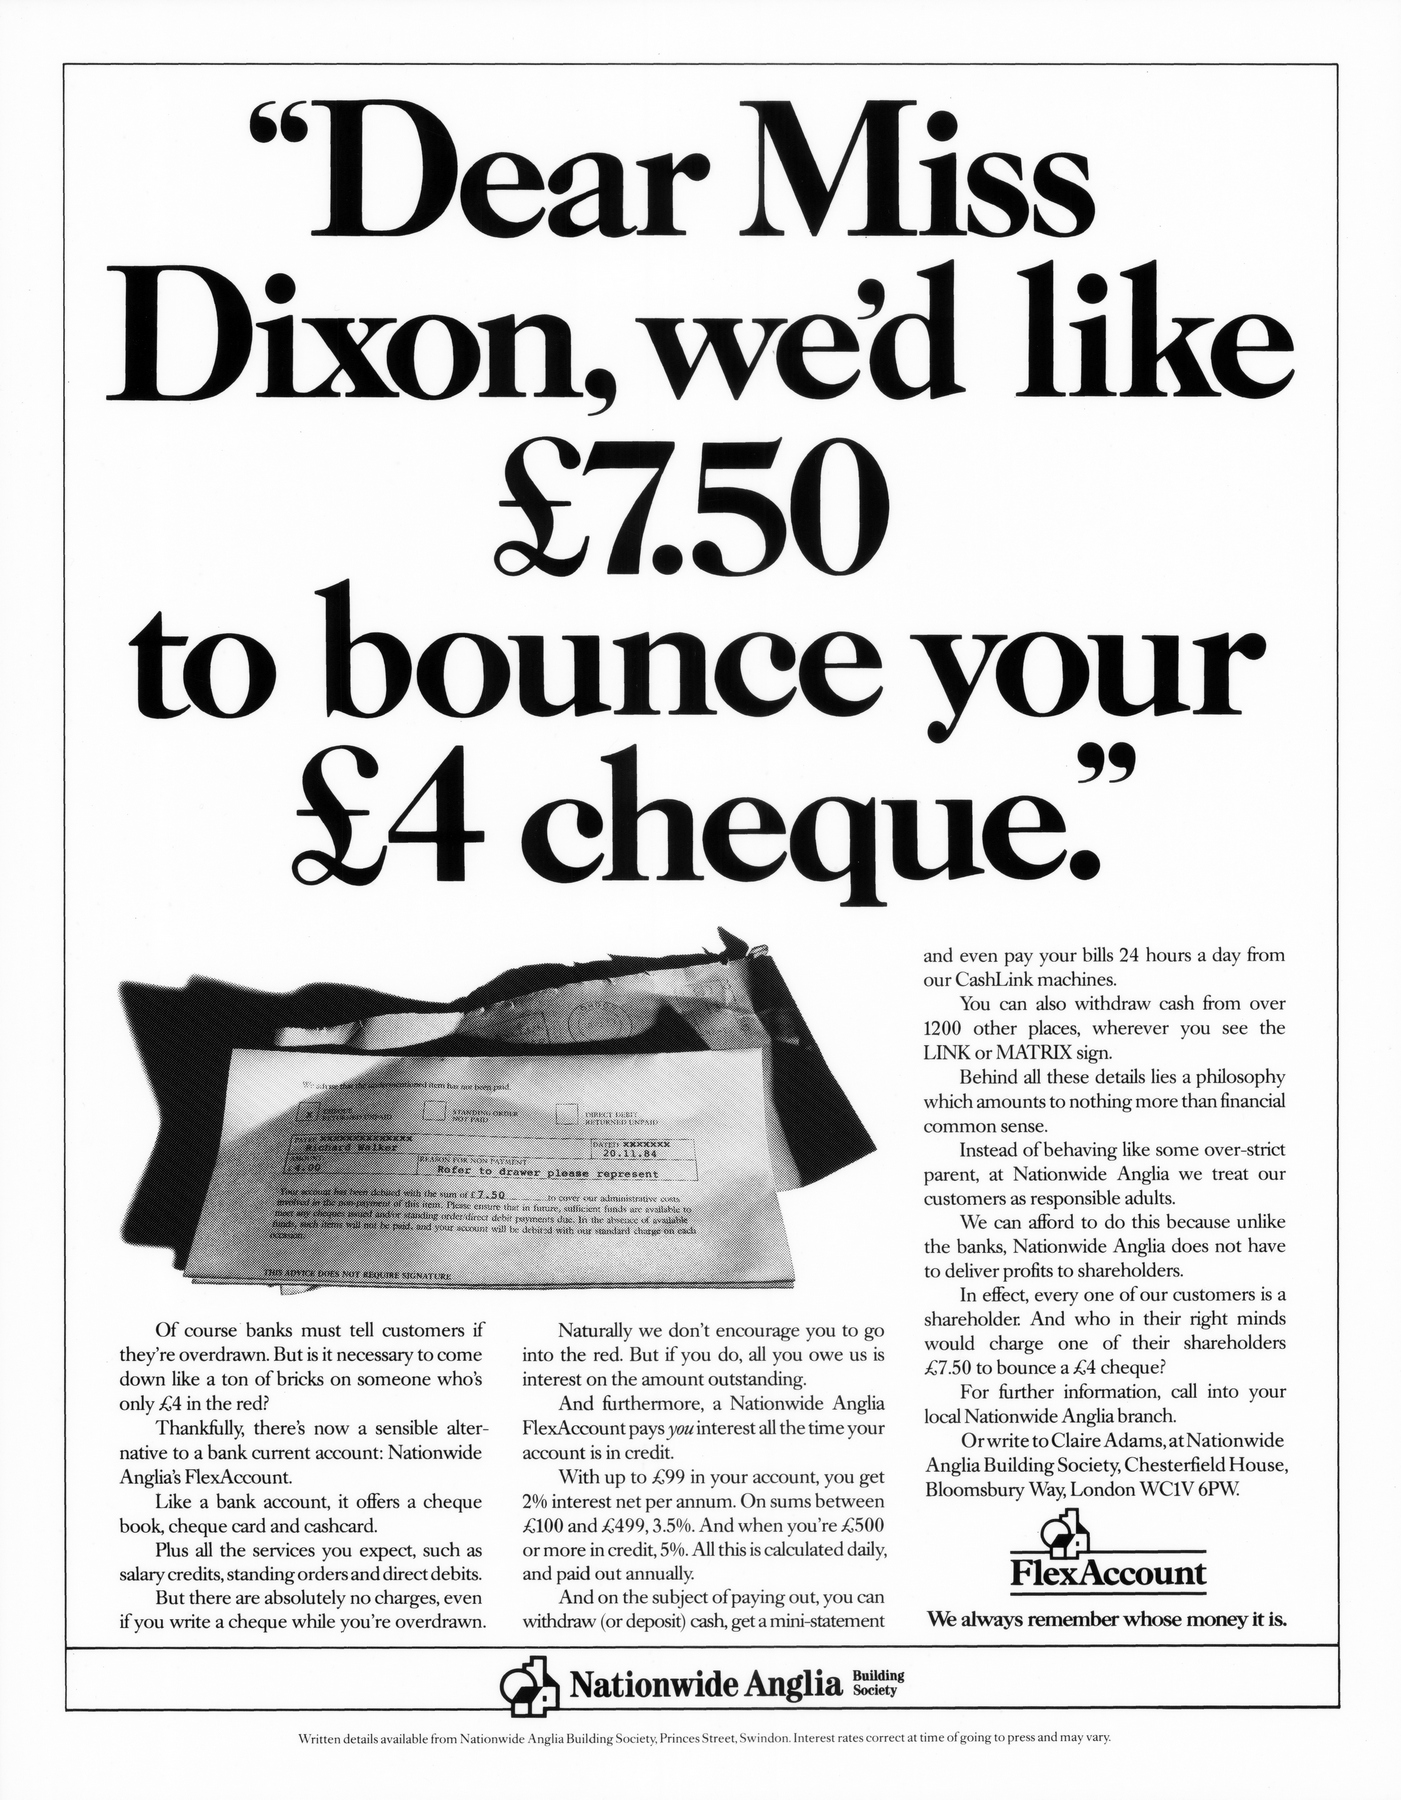 “Dear Miss
Dixon, we’d like
£7.50
to bounce your
£4 cheque.”
We advise that the undermentioned item has not been paid.
X CHEQUE RETURNED UNPAID
STANDING ORDER NOT PAID
DIRECT DEBIT RETURNED UNPAID
PAYEE XXXXXXXXXXXXXX
Richard Walker
DATED XXXXXXX
20.11.84
AMOUNT
£4.00
REASON FOR NON PAYMENT
Refer to drawer please represent
Your account has been debited with the sum of £7.50 to cover our administrative costs
involved in the non-payment of this item. Please ensure that in future, sufficient funds are available to
meet any cheques issued and/or standing order/direct debit payments due. In the absence of available
funds, such items will not be paid, and your account will be debited with our standard charge on each
occasion.
THIS ADVICE DOES NOT REQUIRE SIGNATURE
Of course banks must tell customers if
they’re overdrawn. But is it necessary to come
down like a ton of bricks on someone who’s
only £4 in the red?
Thankfully, there’s now a sensible alter-
native to a bank current account: Nationwide
Anglia’s FlexAccount.
Like a bank account, it offers a cheque
book, cheque card and cashcard.
Plus all the services you expect, such as
salary credits, standing orders and direct debits.
But there are absolutely no charges, even
if you write a cheque while you’re overdrawn.
Naturally we don’t encourage you to go
into the red. But if you do, all you owe us is
interest on the amount outstanding.
And furthermore, a Nationwide Anglia
FlexAccount pays you interest all the time your
account is in credit.
With up to £99 in your account, you get
2% interest net per annum. On sums between
£100 and £499, 3.5%. And when you’re £500
or more in credit, 5%. All this is calculated daily,
and paid out annually.
And on the subject of paying out, you can
withdraw (or deposit) cash, get a mini-statement
and even pay your bills 24 hours a day from
our CashLink machines.
You can also withdraw cash from over
1200 other places, wherever you see the
LINK or MATRIX sign.
Behind all these details lies a philosophy
which amounts to nothing more than financial
common sense.
Instead of behaving like some over-strict
parent, at Nationwide Anglia we treat our
customers as responsible adults.
We can afford to do this because unlike
the banks, Nationwide Anglia does not have
to deliver profits to shareholders.
In effect, every one of our customers is a
shareholder. And who in their right minds
would charge one of their shareholders
£7.50 to bounce a £4 cheque?
For further information, call into your
local Nationwide Anglia branch.
Or write to Claire Adams, at Nationwide
Anglia Building Society, Chesterfield House,
Bloomsbury Way, London WC1V 6PW.
FlexAccount
We always remember whose money it is.
Nationwide Anglia Building Society
Written details available from Nationwide Anglia Building Society, Princes Street, Swindon. Interest rates correct at time of going to press and may vary.